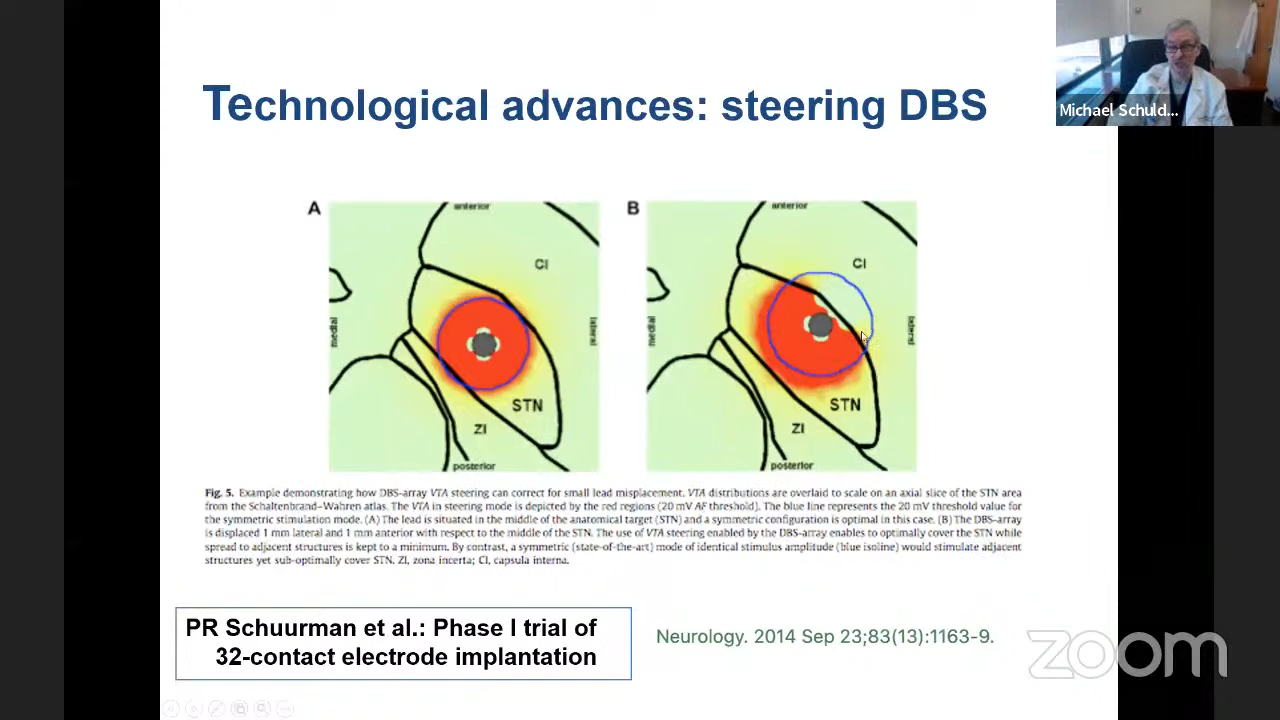 Michael Schuld...
Technological advances: steering DBS
A
anterior
CI
medial
lateral
STN
ZI
posterior
B
anterior
CI
medial
lateral
STN
ZI
posterior
Fig. 5. Example demonstrating how DBS-array VTA steering can correct for small lead misplacement. VTA distributions are overlaid to scale on an axial slice of the STN area
from the Schaltenbrand–Wahren atlas. The VTA in steering mode is depicted by the red regions (20 mV AF threshold). The blue line represents the 20 mV threshold value for
the symmetric stimulation mode. (A) The lead is situated in the middle of the anatomical target (STN) and a symmetric configuration is optimal in this case. (B) The DBS-array
is displaced 1 mm lateral and 1 mm anterior with respect to the middle of the STN. The use of VTA steering enabled by the DBS-array enables to optimally cover the STN while
spread to adjacent structures is kept to a minimum. By contrast, a symmetric (state-of-the-art) mode of identical stimulus amplitude (blue isoline) would stimulate adjacent
structures yet sub-optimally cover STN. ZI, zona incerta; CI, capsula interna.
PR Schuurman et al.: Phase I trial of
32-contact electrode implantation
Neurology. 2014 Sep 23;83(13):1163-9.
zoom